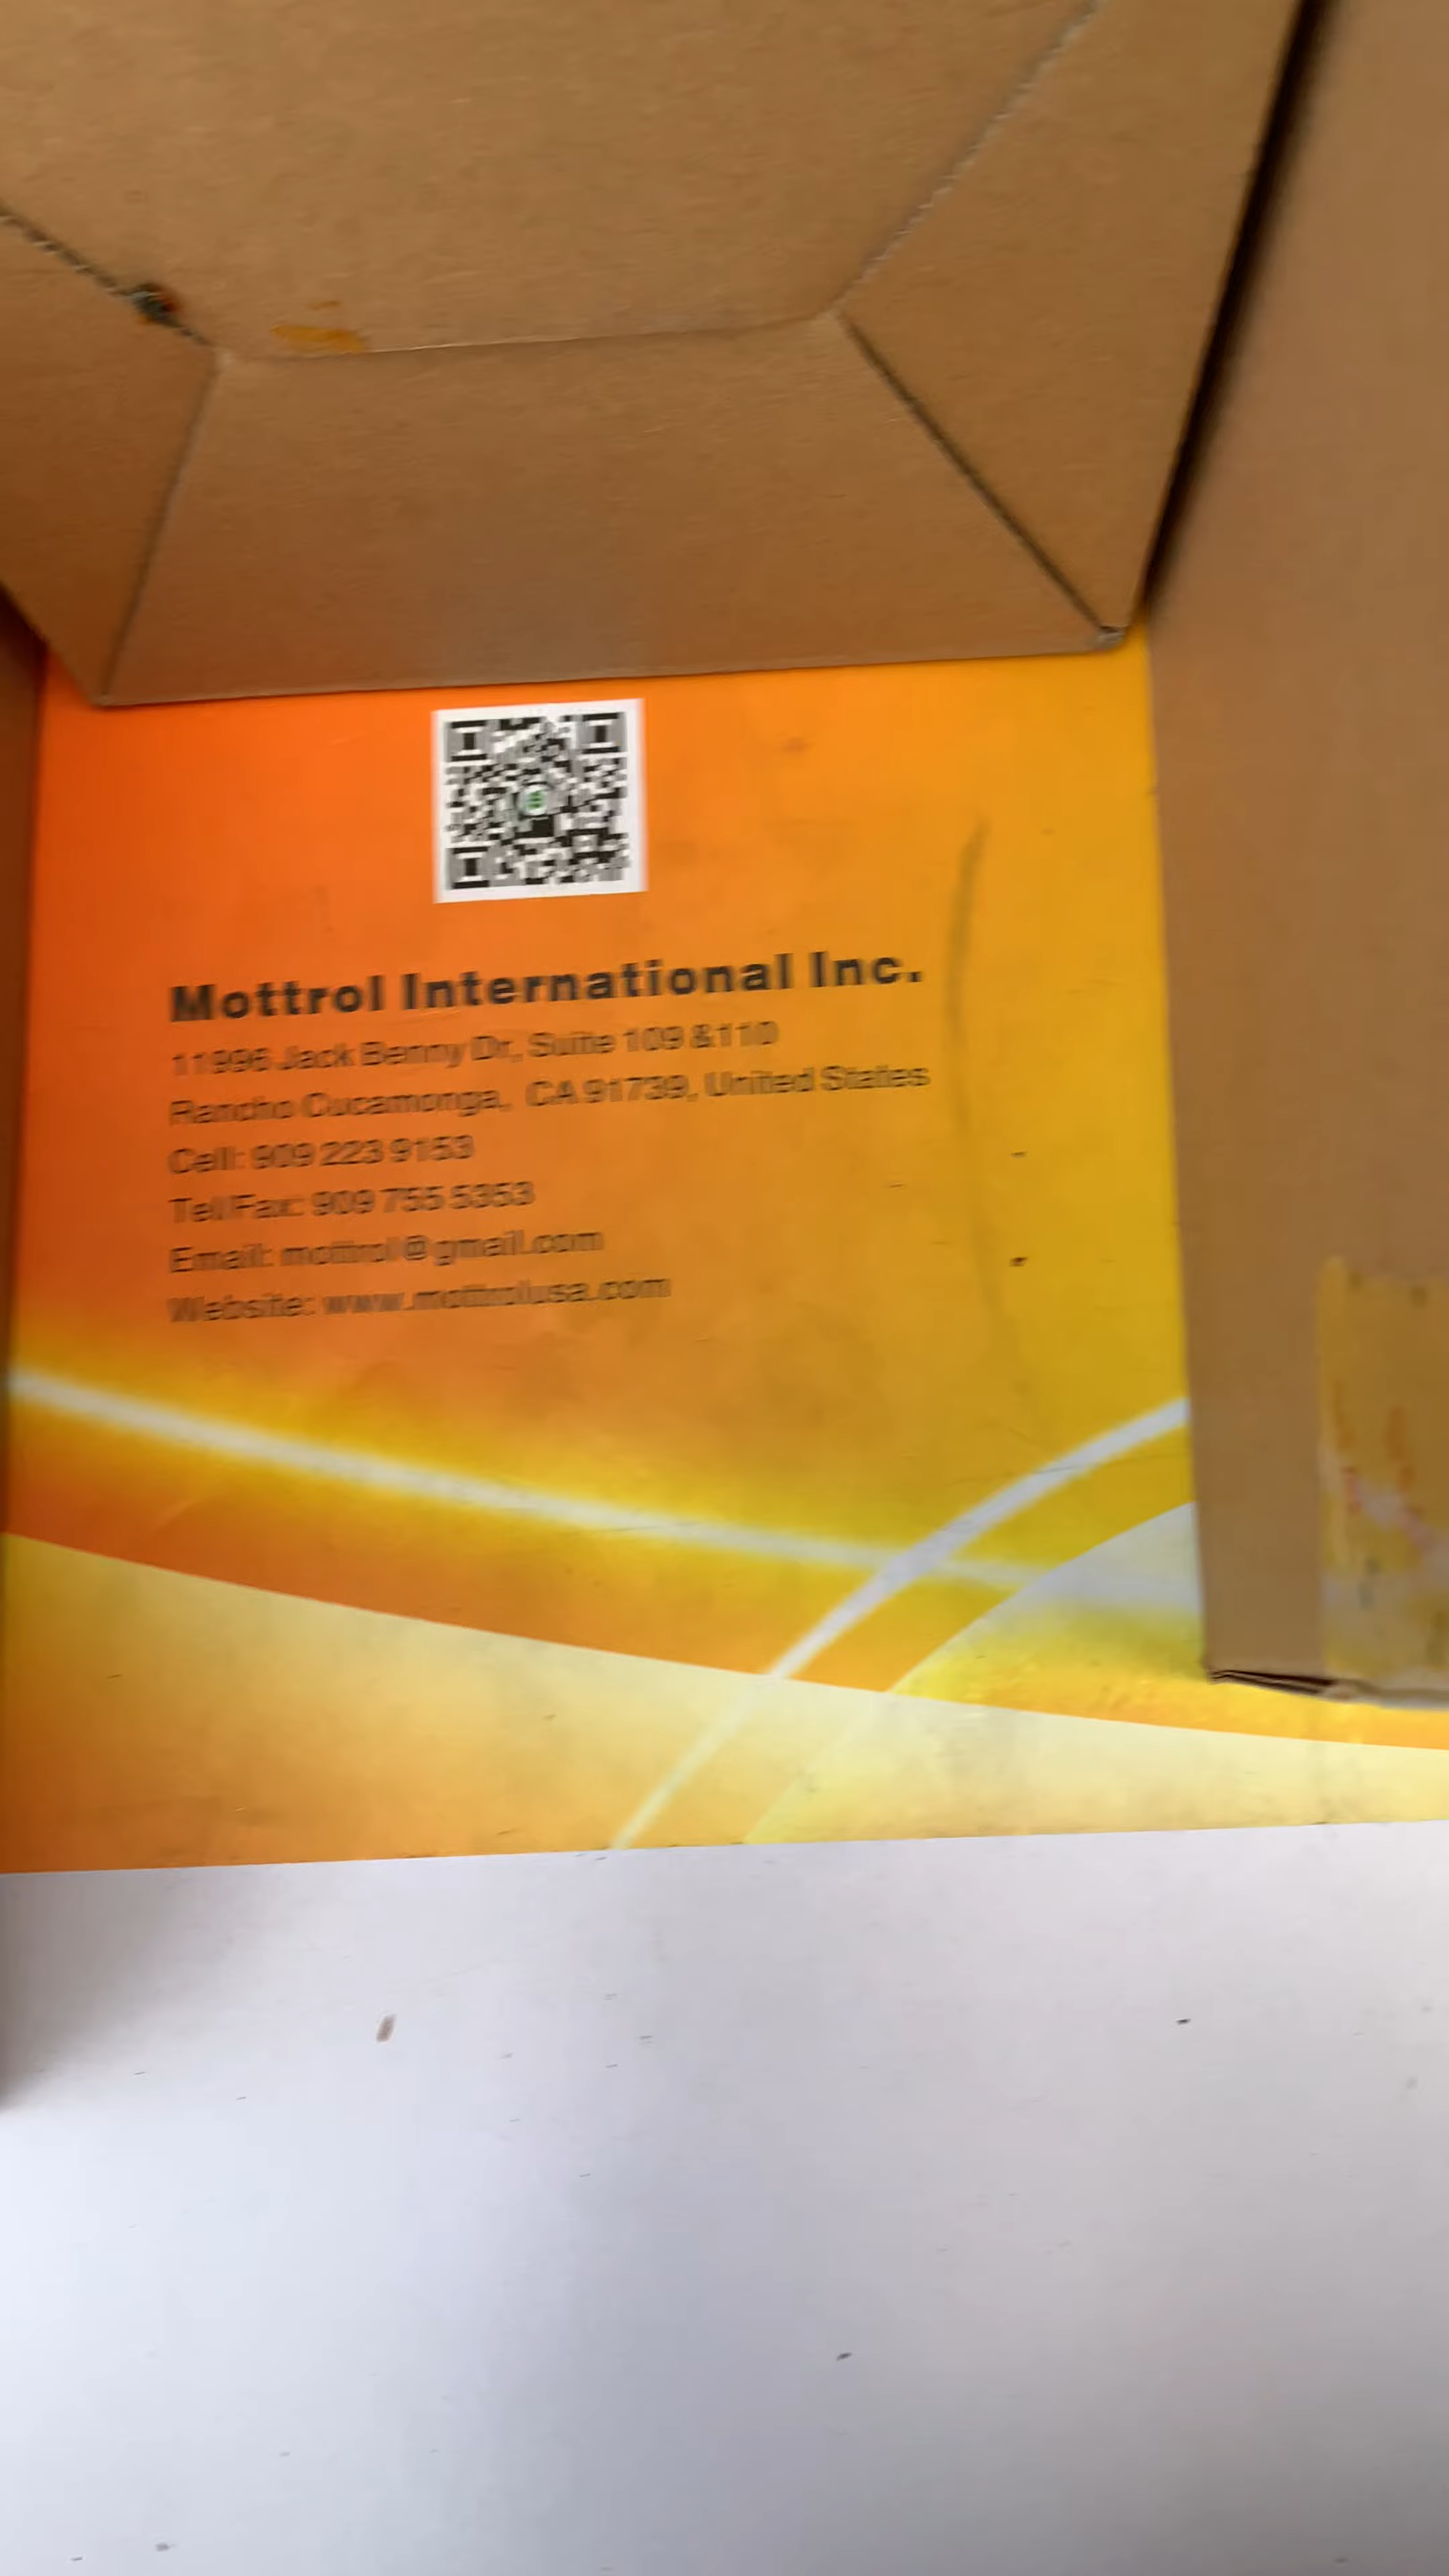 Mottrol International Inc.
11996 Jack Benny Dr, Suite 109 &110
Rancho Cucamonga, CA 91739, United States
Cell: 909 223 9153
Tel/Fax: 909 755 5353
Email: mottrol@gmail.com
Website: www.mottrolusa.com